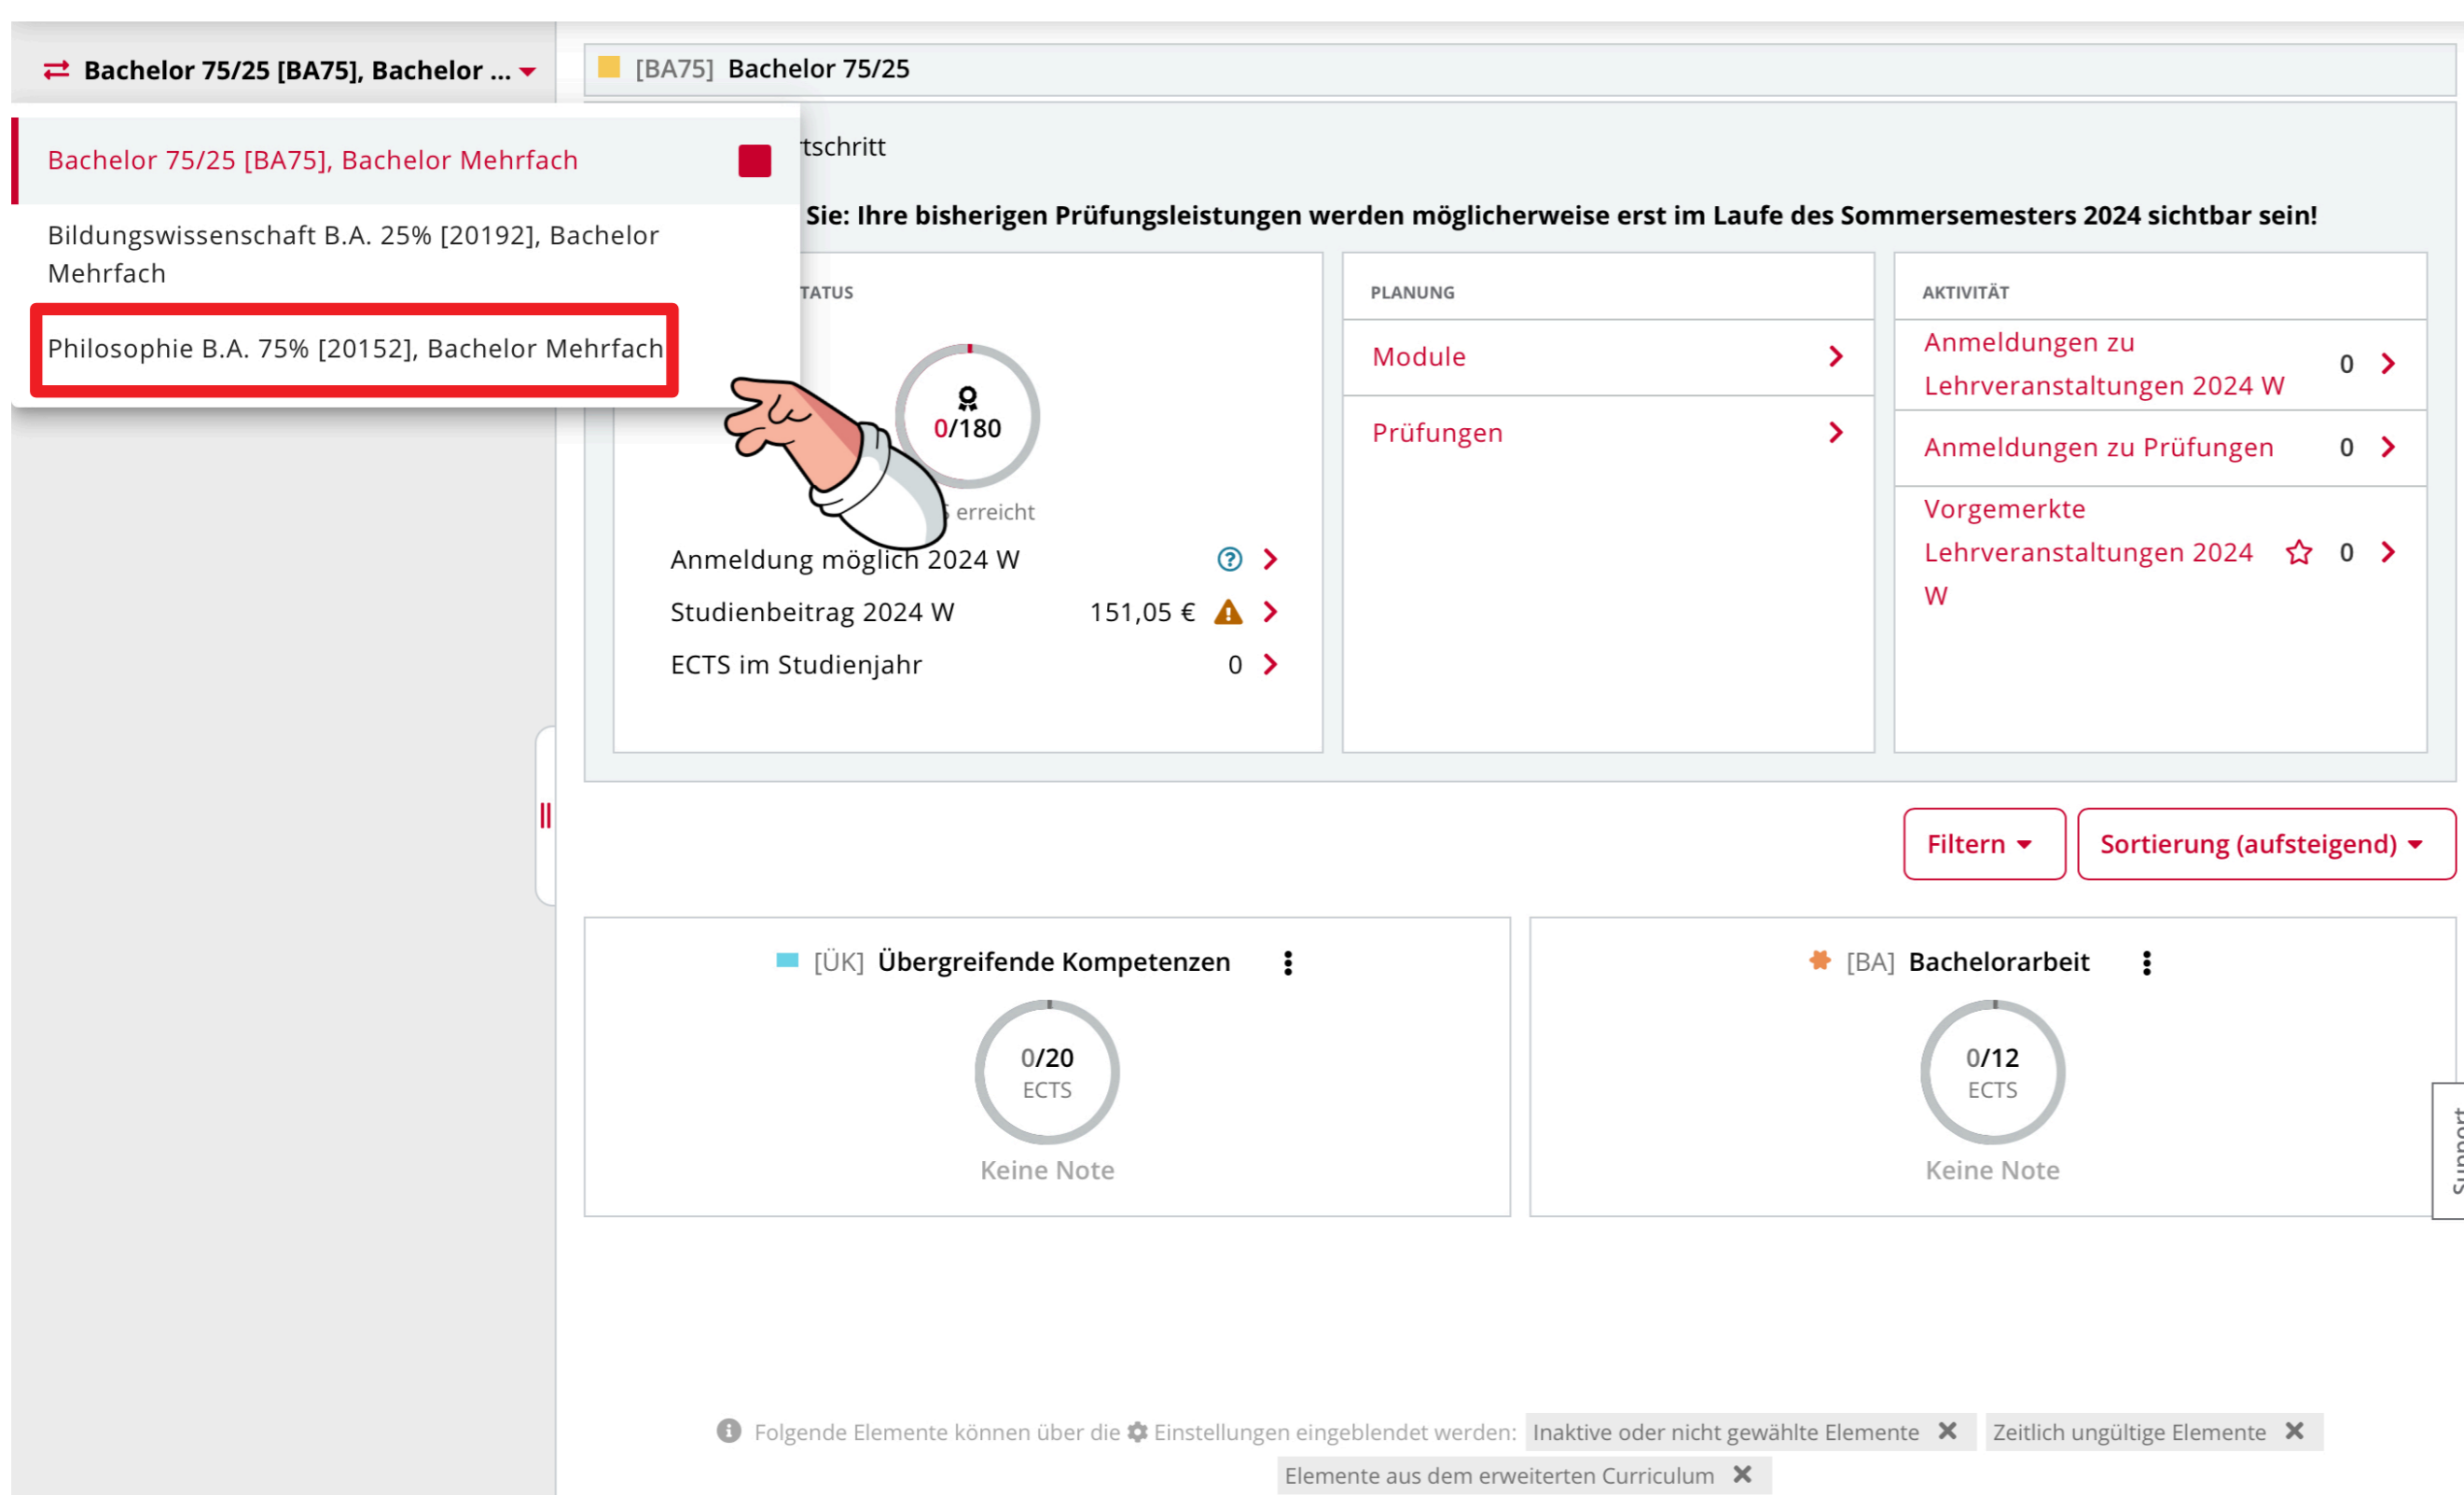 Bachelor 75/25 [BA75], Bachelor ...
Bachelor 75/25 [BA75], Bachelor Mehrfach
Bildungswissenschaft B.A. 25% [20192], Bachelor
Mehrfach
Philosophie B.A. 75% [20152], Bachelor Mehrfach
[BA75] Bachelor 75/25
tschritt
Sie: Ihre bisherigen Prüfungsleistungen werden möglicherweise erst im Laufe des Sommersemesters 2024 sichtbar sein!
TATUS
0/180
erreicht
Anmeldung möglich 2024 W
Studienbeitrag 2024 W 151,05 €
ECTS im Studienjahr 0
PLANUNG
Module
Prüfungen
AKTIVITÄT
Anmeldungen zu
Lehrveranstaltungen 2024 W 0
Anmeldungen zu Prüfungen 0
Vorgemerkte
Lehrveranstaltungen 2024 0
W
Filtern
Sortierung (aufsteigend)
[ÜK] Übergreifende Kompetenzen
0/20
ECTS
Keine Note
[BA] Bachelorarbeit
0/12
ECTS
Keine Note
Support
Folgende Elemente können über die Einstellungen eingeblendet werden: Inaktive oder nicht gewählte Elemente Zeitlich ungültige Elemente
Elemente aus dem erweiterten Curriculum